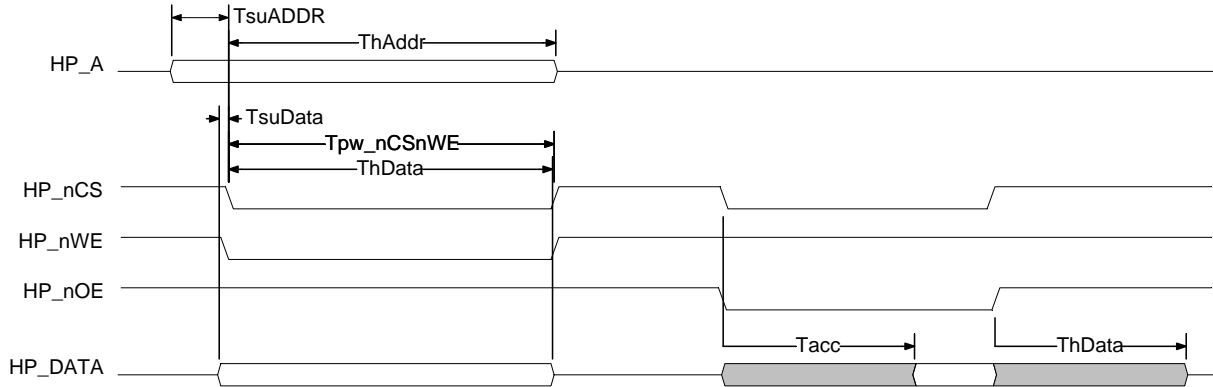 TsuADDR
ThAddr
HP_A
TsuData
Tpw_nCSnWE
ThData
HP_nCS
HP_nWE
HP_nOE
Tacc
ThData
HP_DATA